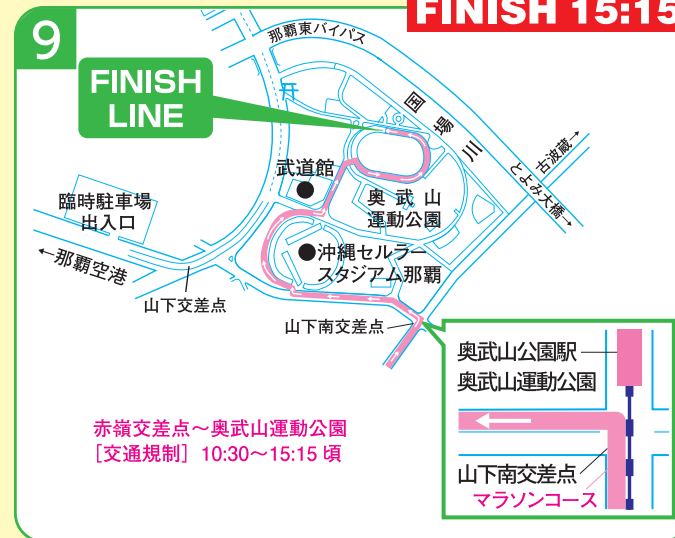 FINISH 15:15
9
那覇東バイパス
FINISH
LINE
国場川
古波蔵→
とよみ大橋→
武道館
奥武山
運動公園
臨時駐車場
出入口
沖縄セルラー
スタジアム那覇
←那覇空港
山下交差点
山下南交差点
奥武山公園駅
奥武山運動公園
山下南交差点
マラソンコース
赤嶺交差点～奥武山運動公園
[交通規制] 10:30～15:15 頃